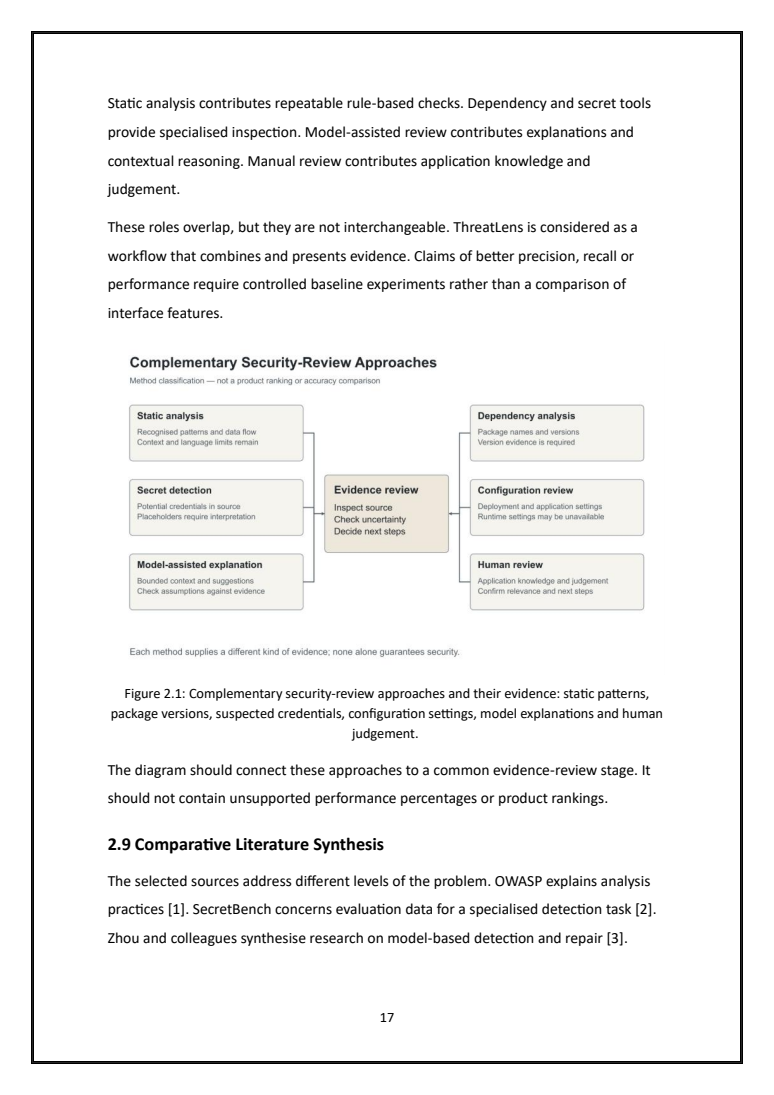 Static analysis contributes repeatable rule-based checks. Dependency and secret tools
provide specialised inspection. Model-assisted review contributes explanations and
contextual reasoning. Manual review contributes application knowledge and
judgement.
These roles overlap, but they are not interchangeable. ThreatLens is considered as a
workflow that combines and presents evidence. Claims of better precision, recall or
performance require controlled baseline experiments rather than a comparison of
interface features.
Complementary Security-Review Approaches
Method classification — not a product ranking or accuracy comparison
Static analysis
Recognised patterns and data flow
Context and language limits remain
Secret detection
Potential credentials in source
Placeholders require interpretation
Model-assisted explanation
Bounded context and suggestions
Check assumptions against evidence
Evidence review
Inspect source
Check uncertainty
Decide next steps
Dependency analysis
Package names and versions
Version evidence is required
Configuration review
Deployment and application settings
Runtime settings may be unavailable
Human review
Application knowledge and judgement
Confirm relevance and next steps
Each method supplies a different kind of evidence; none alone guarantees security.
Figure 2.1: Complementary security-review approaches and their evidence: static patterns,
package versions, suspected credentials, configuration settings, model explanations and human
judgement.
The diagram should connect these approaches to a common evidence-review stage. It
should not contain unsupported performance percentages or product rankings.
2.9 Comparative Literature Synthesis
The selected sources address different levels of the problem. OWASP explains analysis
practices [1]. SecretBench concerns evaluation data for a specialised detection task [2].
Zhou and colleagues synthesise research on model-based detection and repair [3].
17